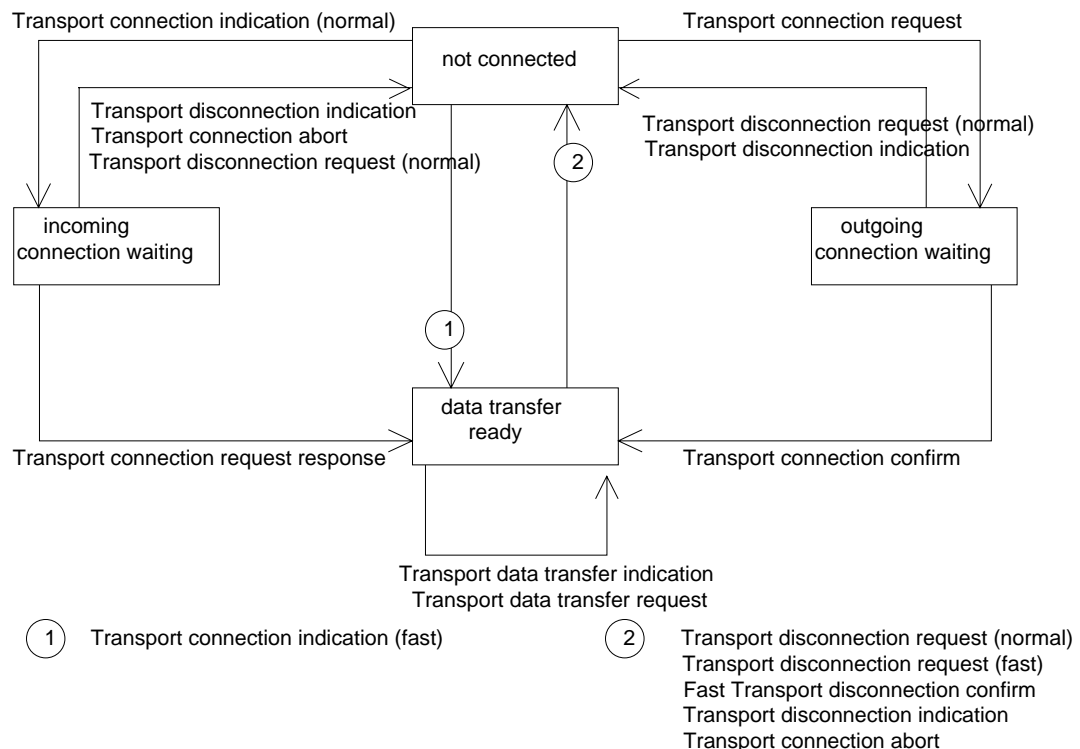 Transport connection indication (normal)
Transport connection request
not connected
Transport disconnection indication
Transport connection abort
Transport disconnection request (normal)
Transport disconnection request (normal)
Transport disconnection indication
2
incoming
connection waiting
outgoing
connection waiting
1
data transfer
ready
Transport connection request response
Transport connection confirm
Transport data transfer indication
Transport data transfer request
1
Transport connection indication (fast)
2
Transport disconnection request (normal)
Transport disconnection request (fast)
Fast Transport disconnection confirm
Transport disconnection indication
Transport connection abort